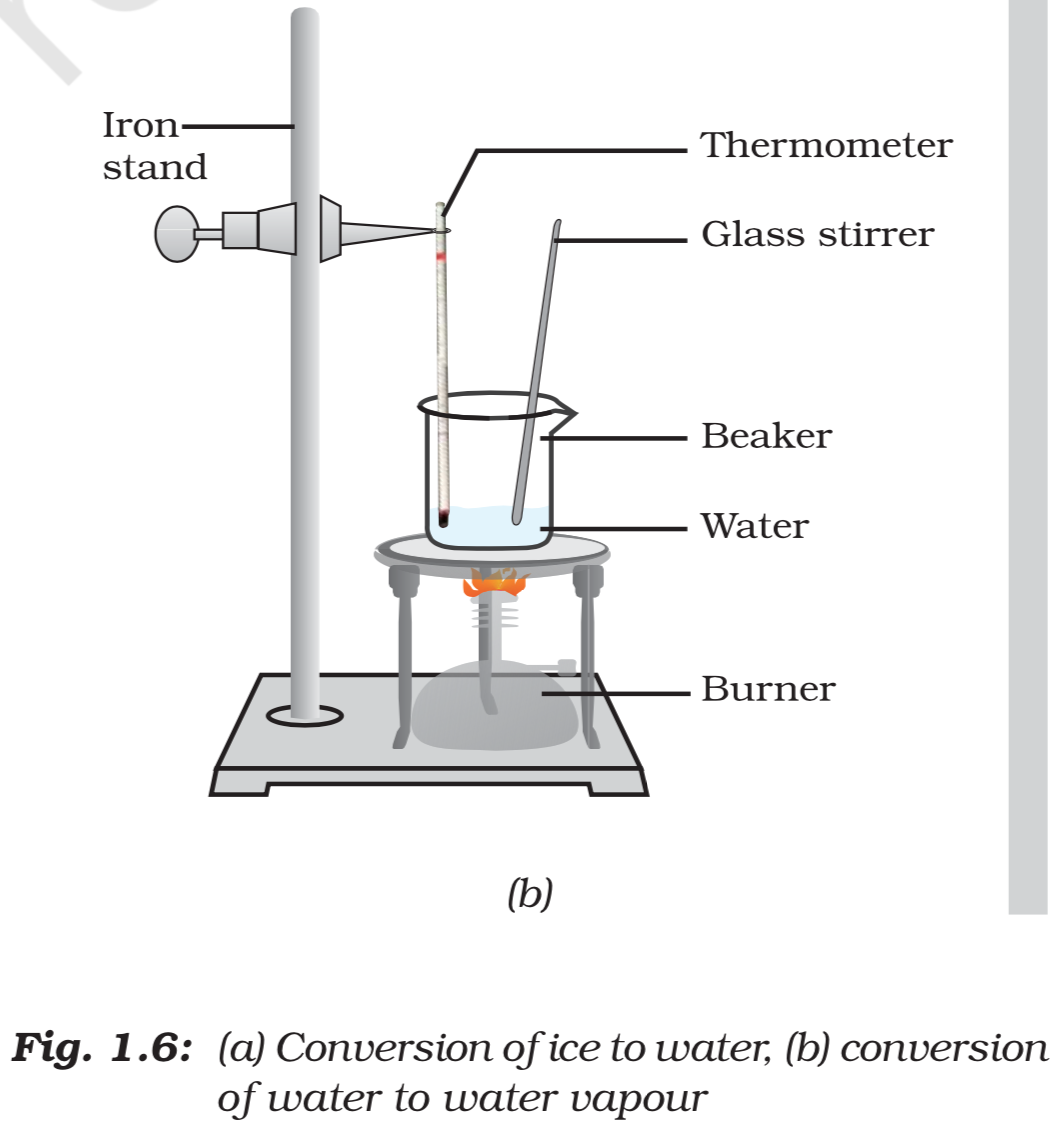 Iron
stand
Thermometer
Glass stirrer
Beaker
Water
Burner
(b)
Fig. 1.6: (a) Conversion of ice to water, (b) conversion
of water to water vapour